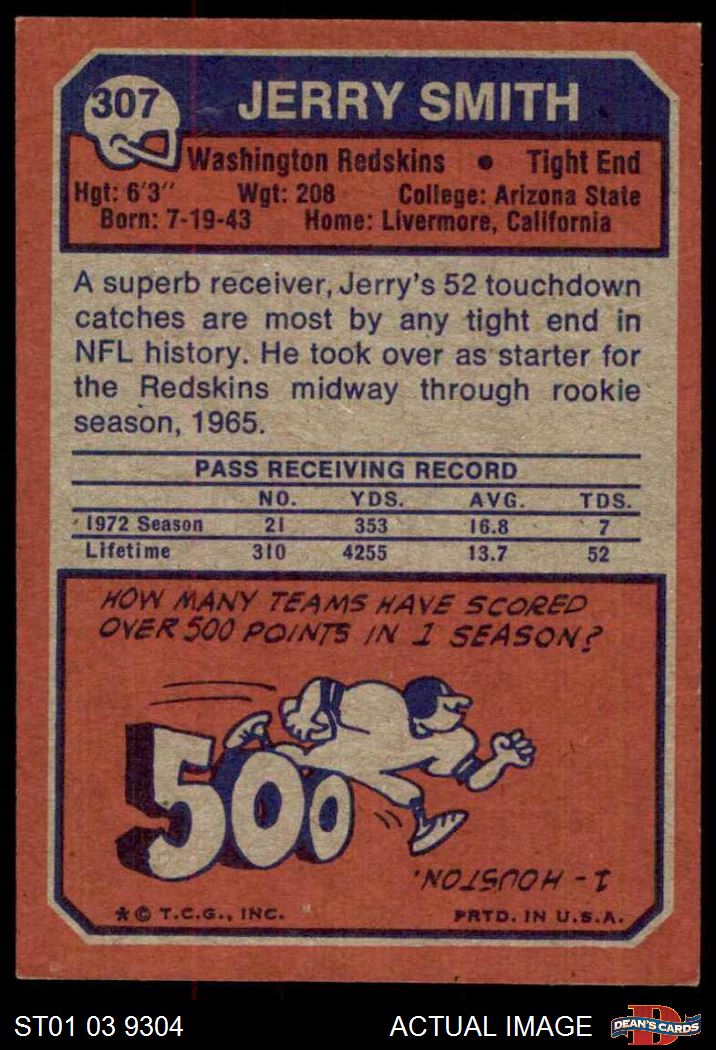 307
JERRY SMITH
Washington Redskins • Tight End
Hgt: 6'3" Wgt: 208 College: Arizona State
Born: 7-19-43 Home: Livermore, California
A superb receiver, Jerry's 52 touchdown
catches are most by any tight end in
NFL history. He took over as starter for
the Redskins midway through rookie
season, 1965.
PASS RECEIVING RECORD
NO. YDS. AVG. TDS.
1972 Season 21 353 16.8 7
Lifetime 310 4255 13.7 52
HOW MANY TEAMS HAVE SCORED
OVER 500 POINTS IN 1 SEASON?
500
1 - HOUSTON.
* © T.C.G., INC. PRTD. IN U.S.A.
ST01 03 9304 ACTUAL IMAGE
D
DEAN'S CARDS